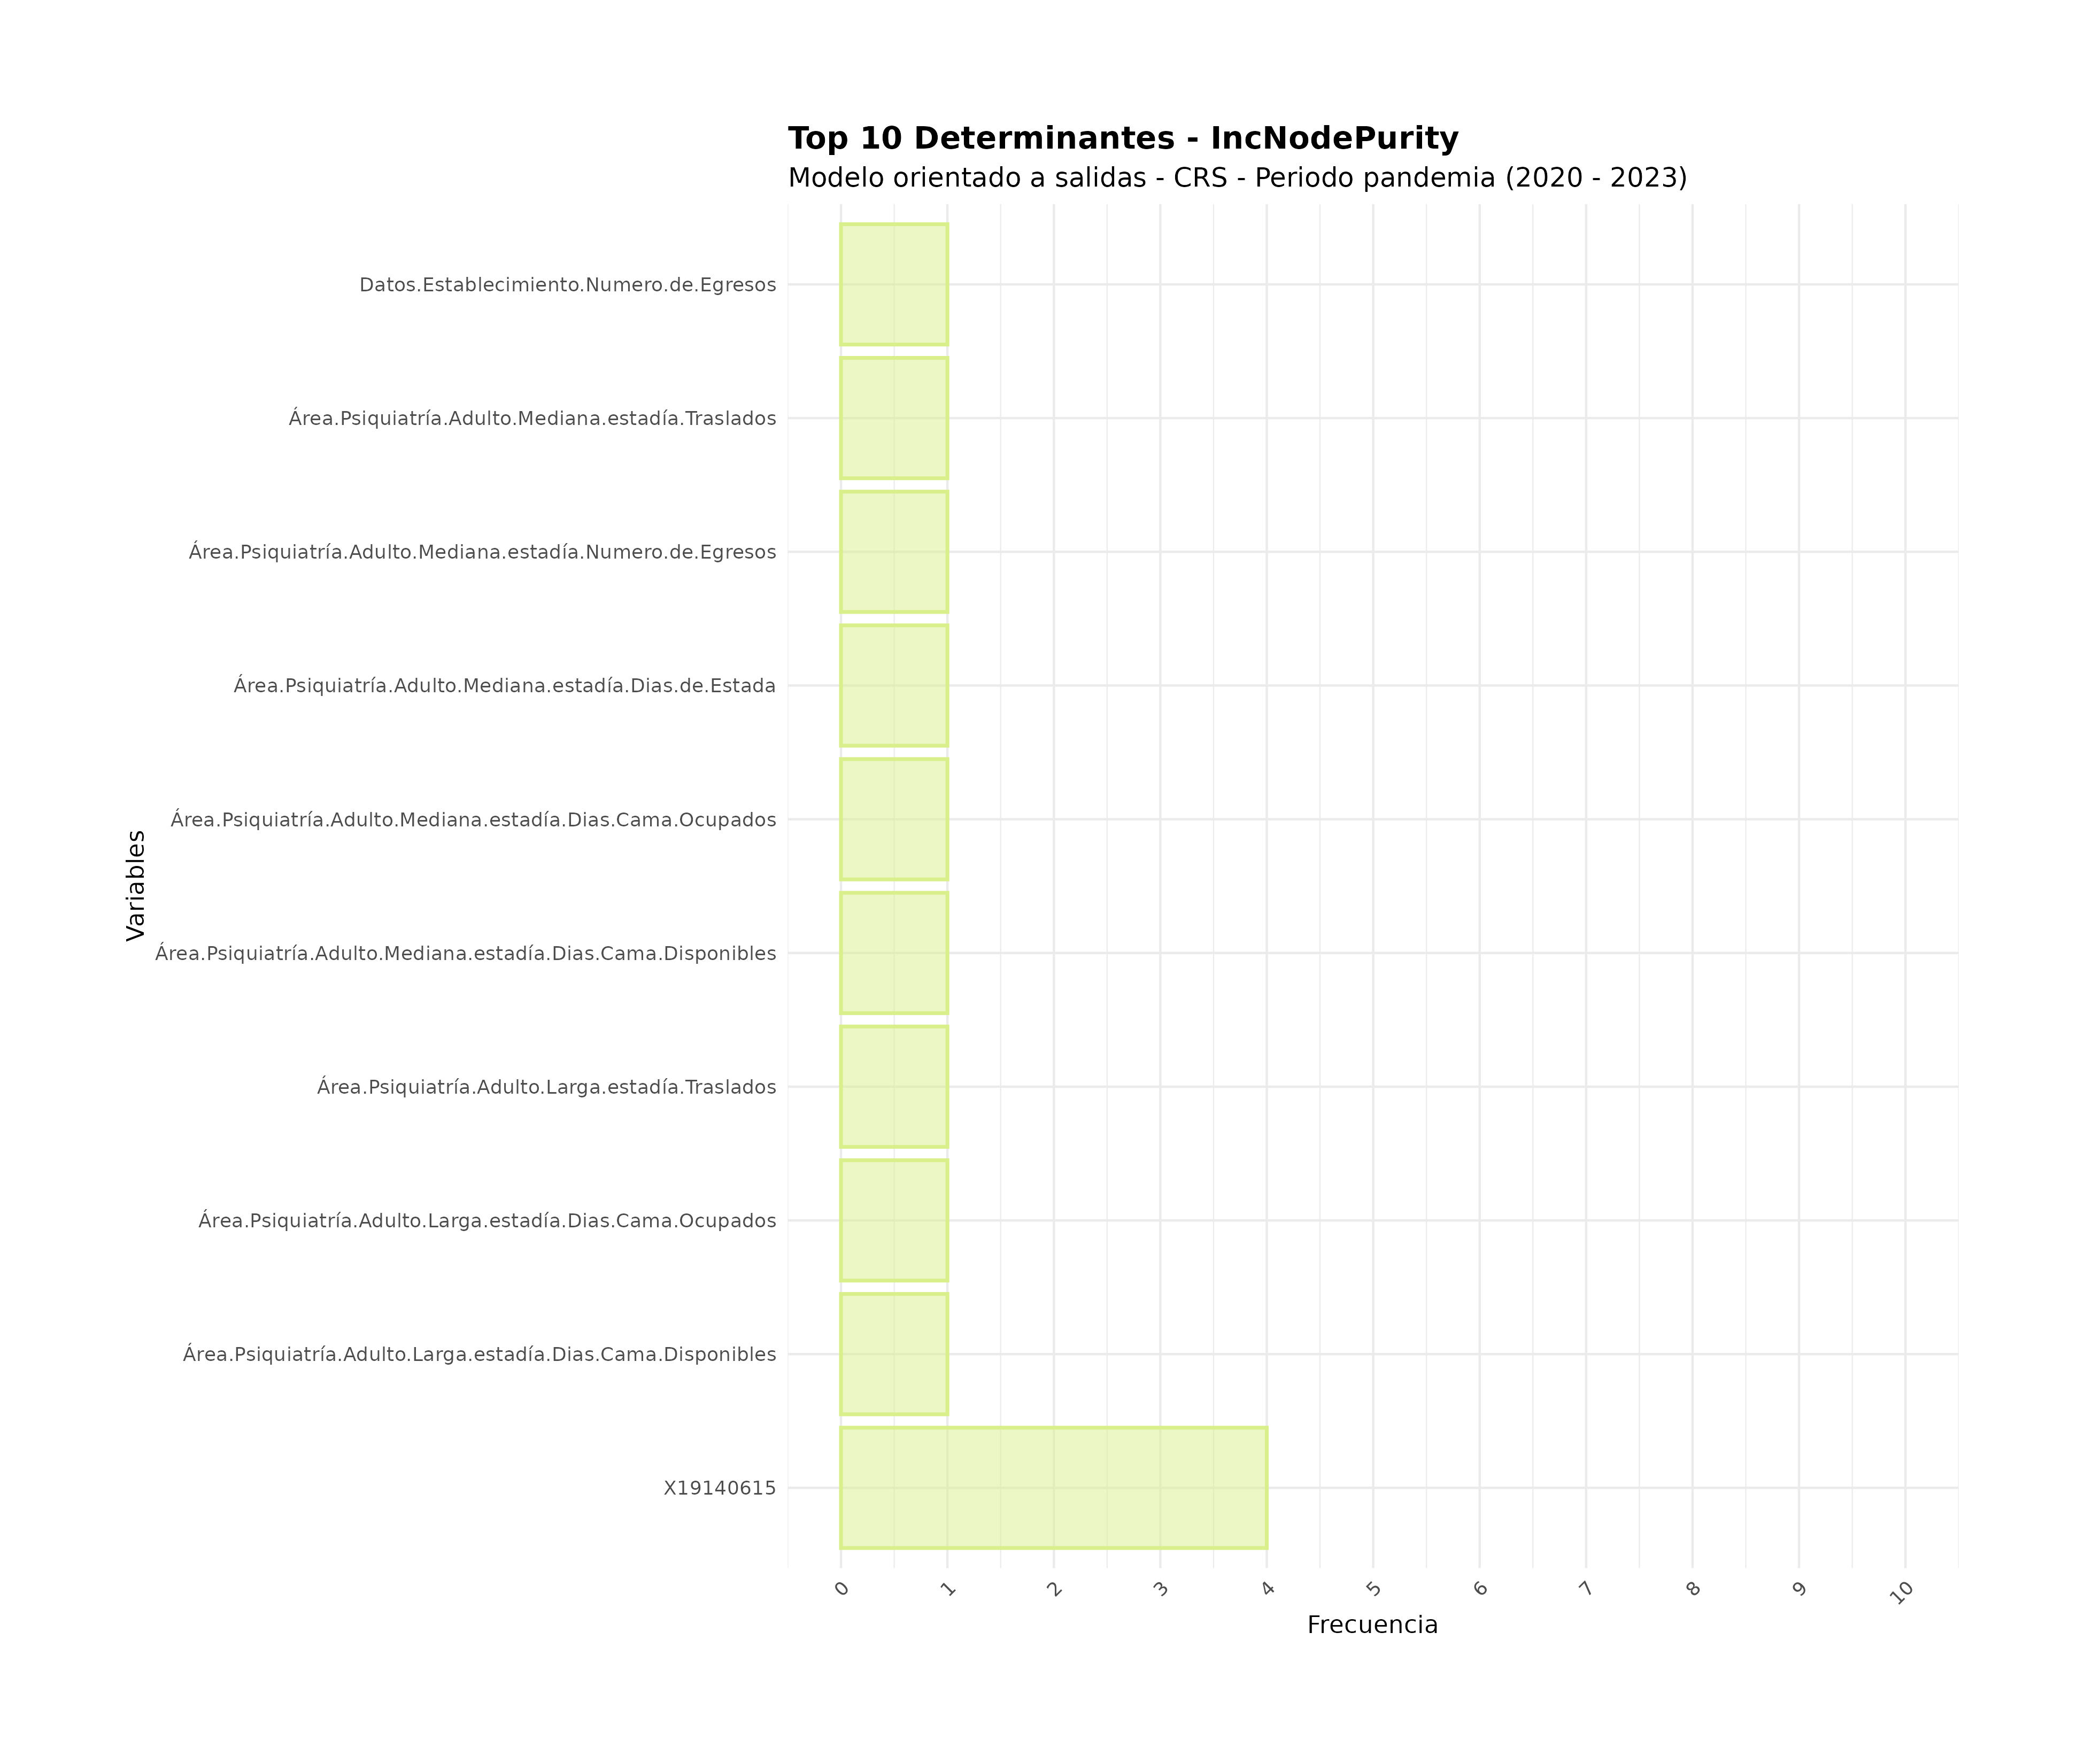 Top 10 Determinantes - IncNodePurity
Modelo orientado a salidas - CRS - Periodo pandemia (2020 - 2023)
Variables
Datos.Establecimiento.Numero.de.Egresos
Área.Psiquiatría.Adulto.Mediana.estadía.Traslados
Área.Psiquiatría.Adulto.Mediana.estadía.Numero.de.Egresos
Área.Psiquiatría.Adulto.Mediana.estadía.Dias.de.Estada
Área.Psiquiatría.Adulto.Mediana.estadía.Dias.Cama.Ocupados
Área.Psiquiatría.Adulto.Mediana.estadía.Dias.Cama.Disponibles
Área.Psiquiatría.Adulto.Larga.estadía.Traslados
Área.Psiquiatría.Adulto.Larga.estadía.Dias.Cama.Ocupados
Área.Psiquiatría.Adulto.Larga.estadía.Dias.Cama.Disponibles
X19140615
0 1 2 3 4 5 6 7 8 9 10
Frecuencia